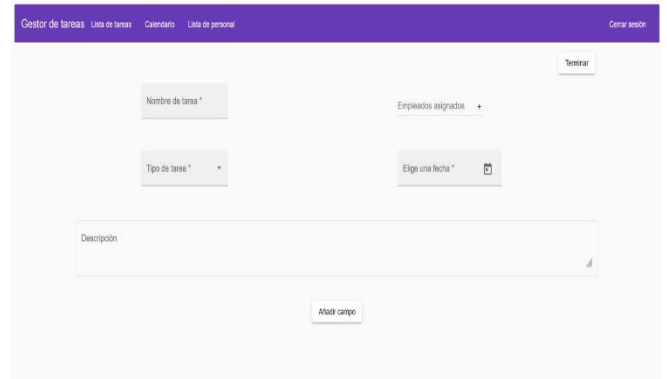 Gestor de tareas Lista de tareas Calendario Lista de personal Cerrar sesión
Terminar
Nombre de tarea *
Empleados asignados +
Tipo de tarea *
Elige una fecha *
Descripción
Añadir campo